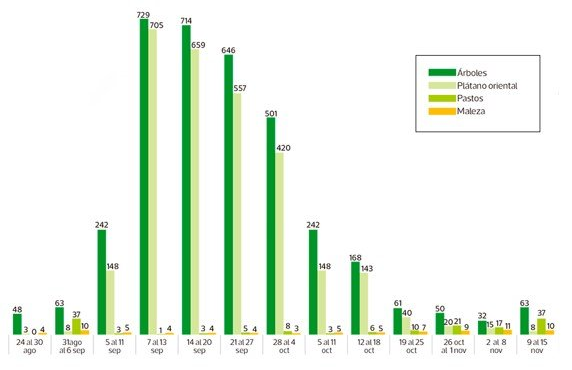 729
705
714
659
646
557
501
420
242
148
242
148
168
143
48
3
0
4
63
8
37
10
3
5
1
4
3
4
5
4
8
3
3
5
6
5
61
40
10
7
50
20
21
9
32
15
17
11
63
8
37
10
Árboles
Plátano oriental
Pastos
Maleza
24 al 30
ago
31ago
al 6 sep
5 al 11
sep
7 al 13
sep
14 al 20
sep
21 al 27
sep
28 al 4
oct
5 al 11
oct
12 al 18
oct
19 al 25
oct
26 oct
al 1 nov
2 al 8
nov
9 al 15
nov